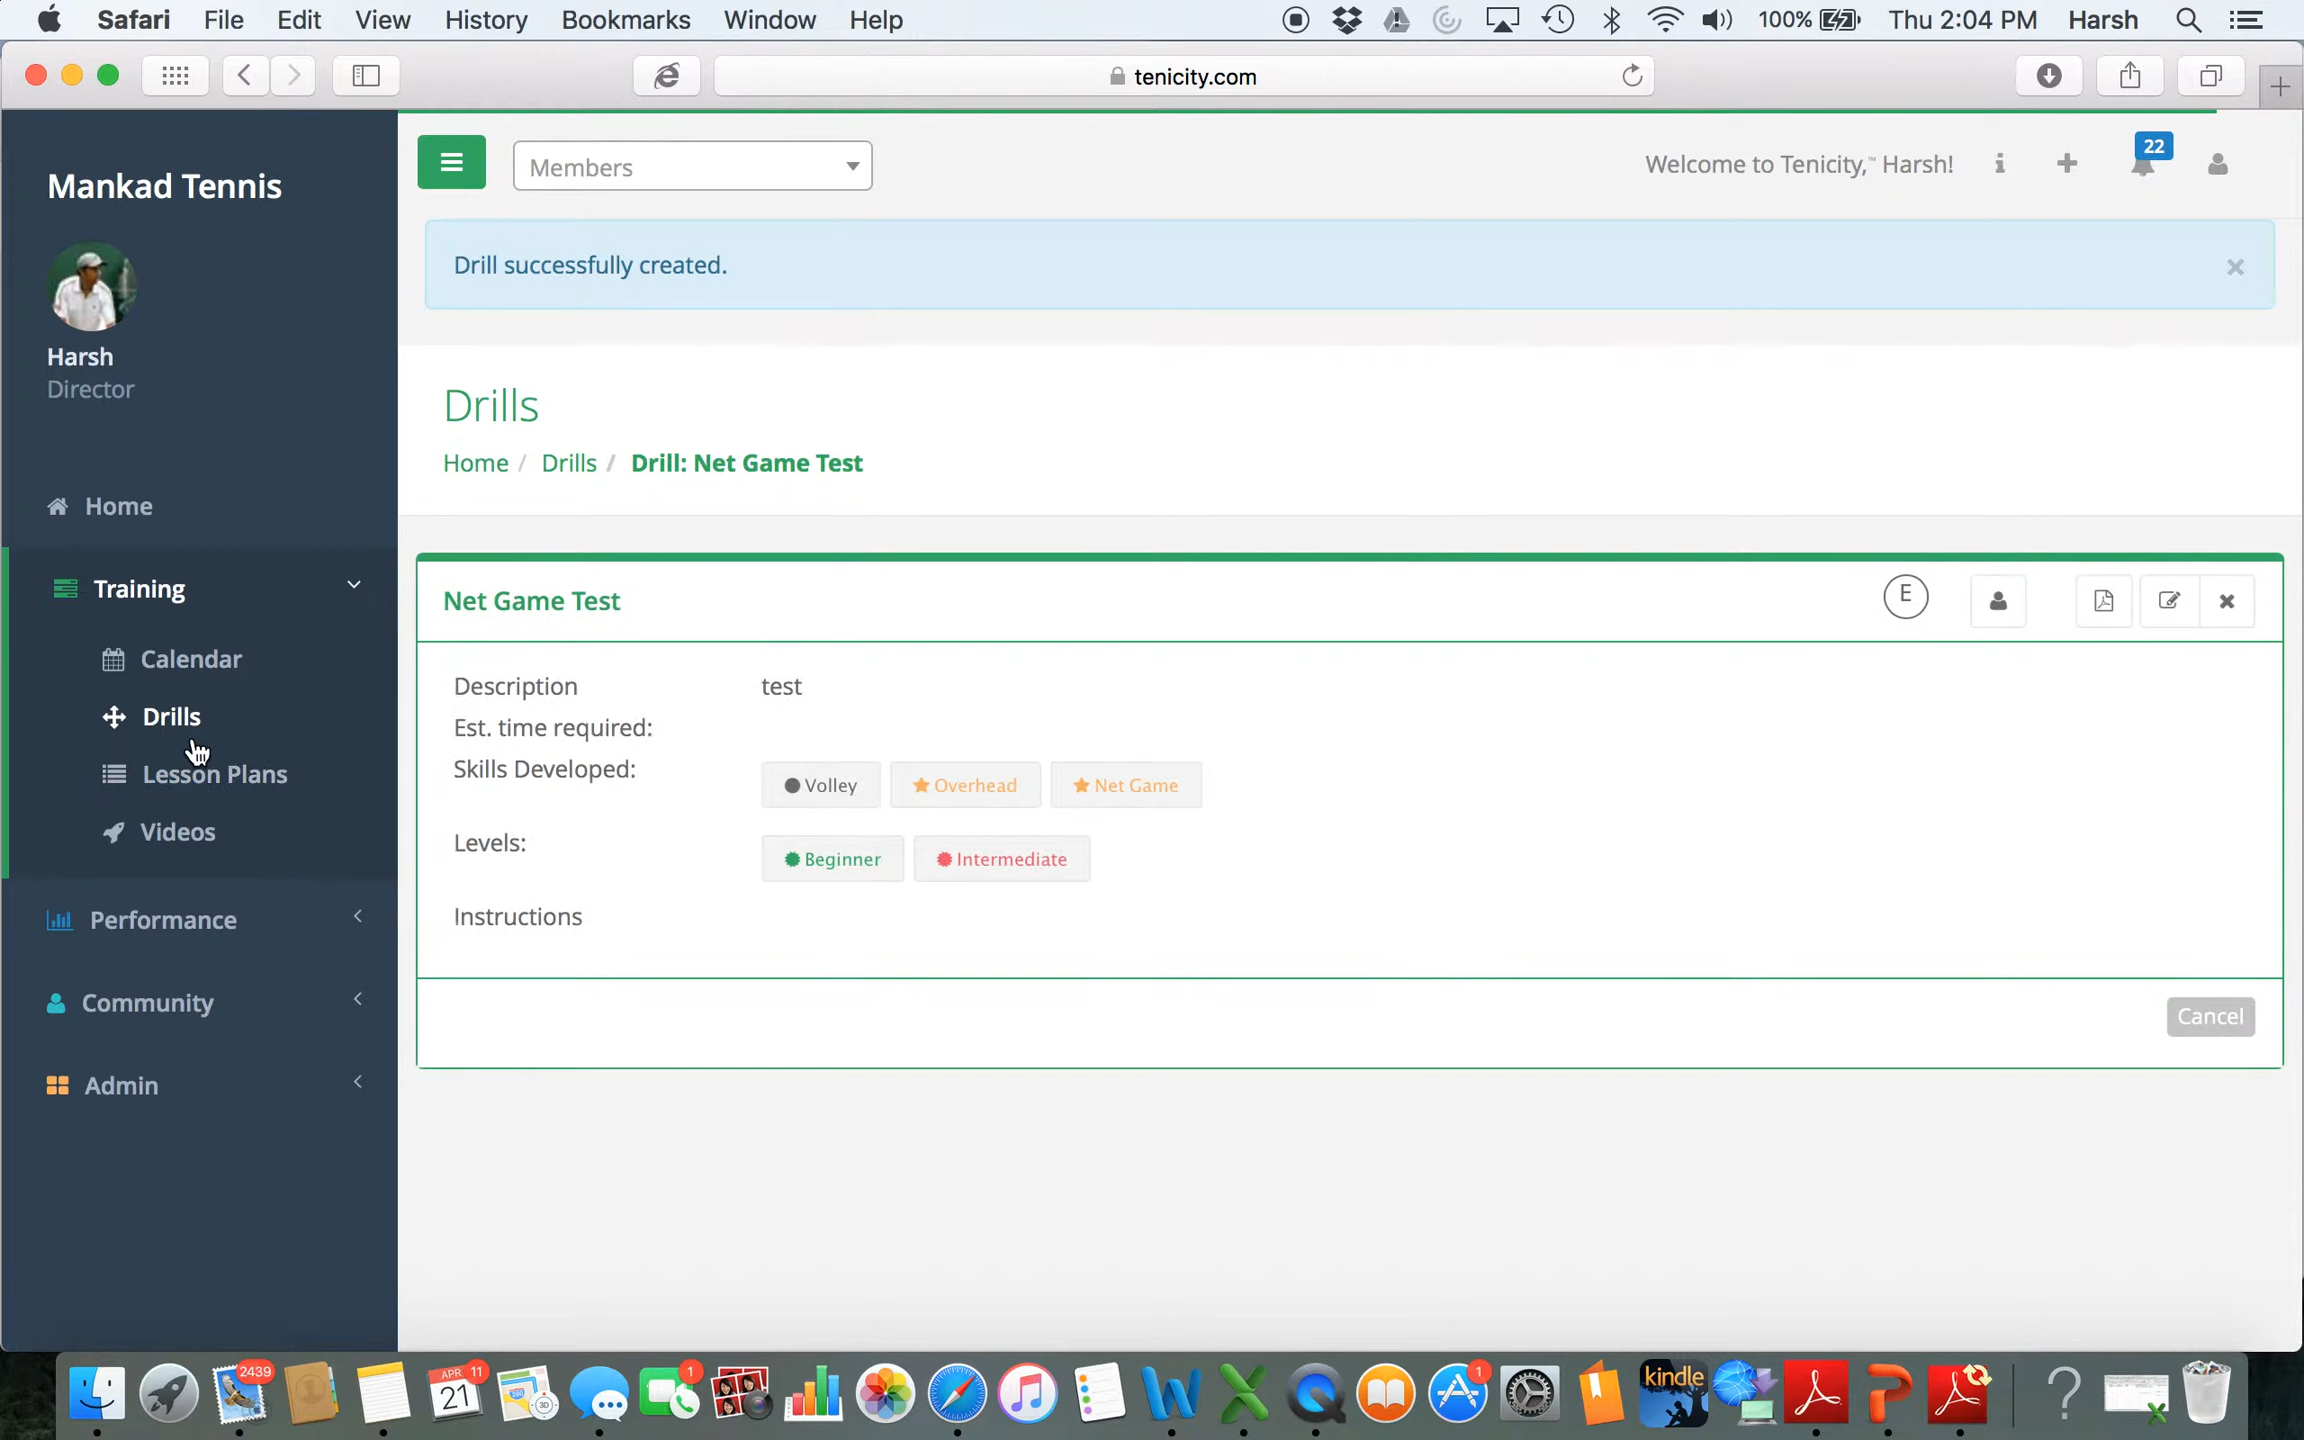 Safari File Edit View History Bookmarks Window Help 100% Thu 2:04 PM Harsh
tenicity.com
Mankad Tennis
Members
Welcome to Tenicity,™ Harsh!
22
Drill successfully created.
Harsh
Director
Drills
Home / Drills / Drill: Net Game Test
Home
Training
Calendar
Drills
Lesson Plans
Videos
Performance
Community
Admin
Net Game Test
E
Description test
Est. time required:
Skills Developed: Volley Overhead Net Game
Levels: Beginner Intermediate
Instructions
Cancel
2439
APR 11
21
3D
1
1
kindle